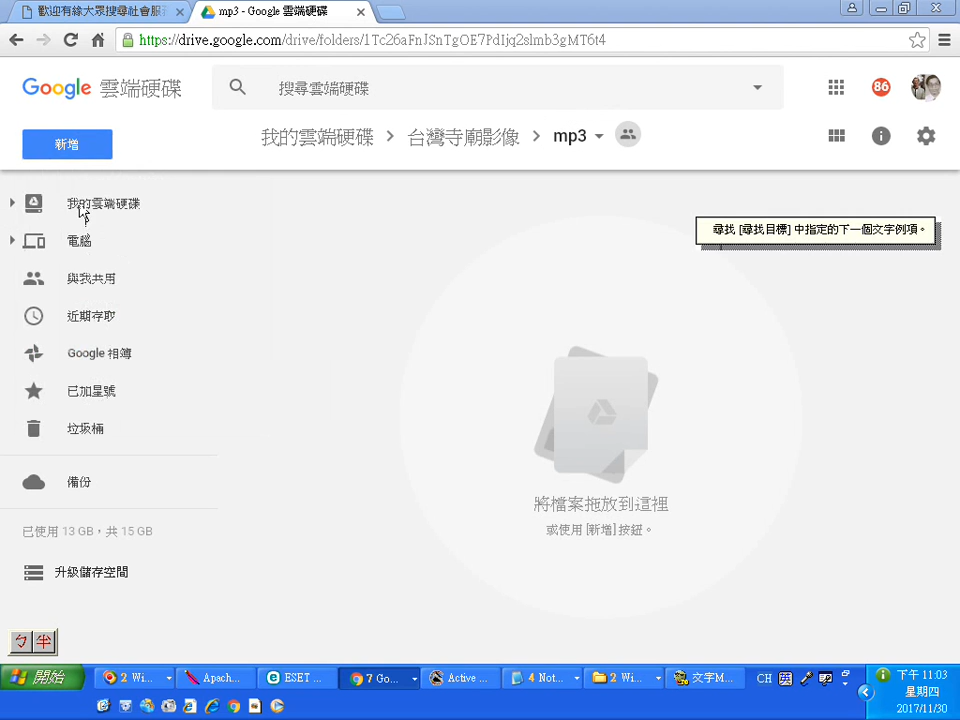 歡迎有緣大眾搜尋社會服
mp3 - Google 雲端硬碟
https://drive.google.com/drive/folders/1Tc26aFnJSnTgOE7PdIjq2slmb3gMT6t4
Google 雲端硬碟
搜尋雲端硬碟
86
新增
我的雲端硬碟 > 台灣寺廟影像 > mp3
我的雲端硬碟
尋找 [尋找目標] 中指定的下一個文字例項。
電腦
與我共用
近期存取
Google 相簿
已加星號
垃圾桶
備份
將檔案拖放到這裡
或使用 [新增] 按鈕。
已使用 13 GB，共 15 GB
升級儲存空間
ㄅ 半
開始
2 Wi...
Apach...
ESET ...
7 Go...
Active ...
4 Not...
2 Wi...
文字M...
CH 英
下午 11:03
星期四
2017/11/30